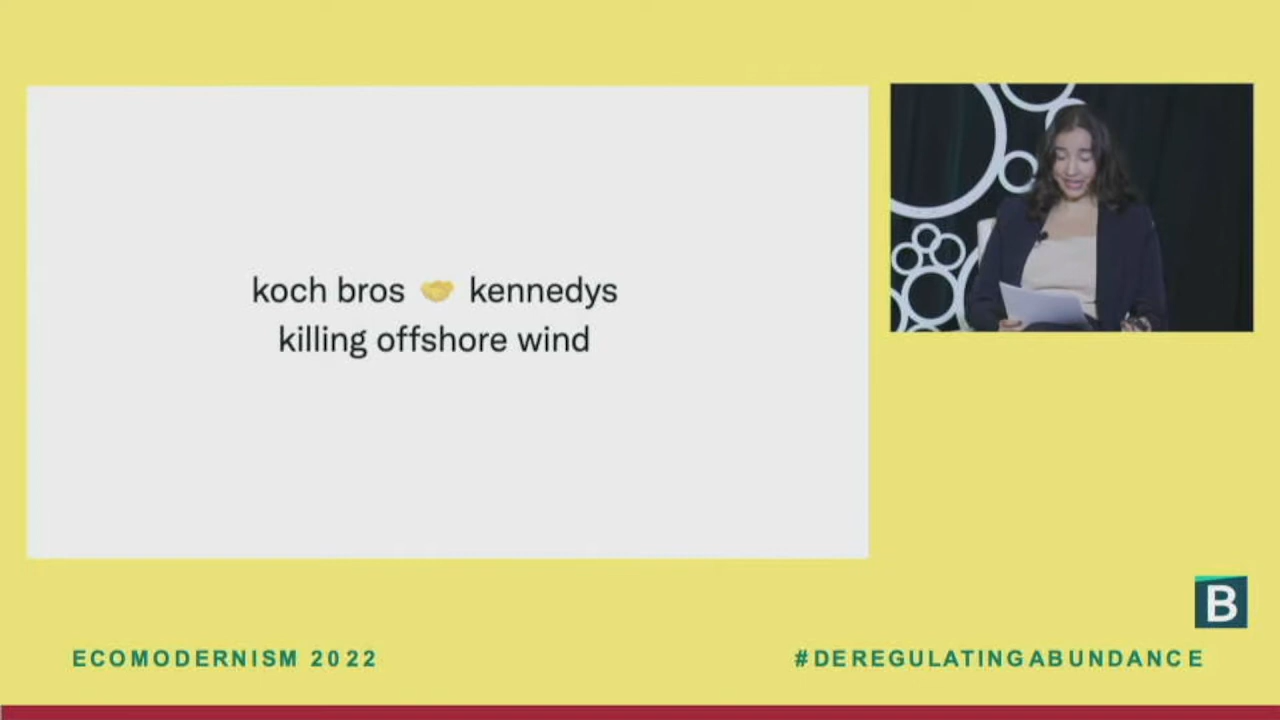 koch bros 🤝 kennedys
killing offshore wind
B
ECOMODERNISM 2022
#DEREGULATINGABUNDANCE